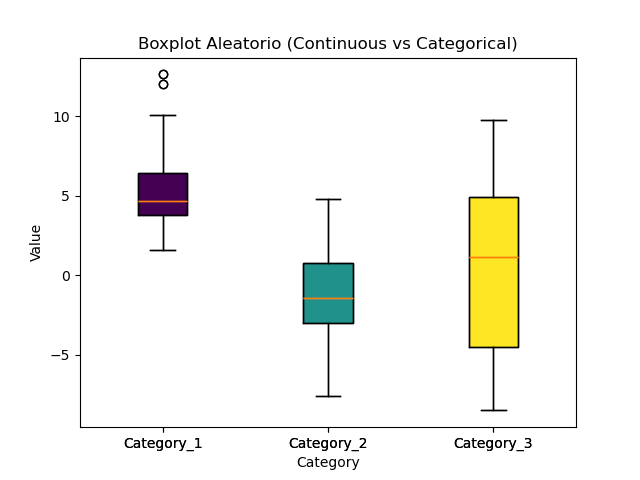 Boxplot Aleatorio (Continuous vs Categorical)
Value
10
5
0
−5
Category_1 Category_2 Category_3
Category